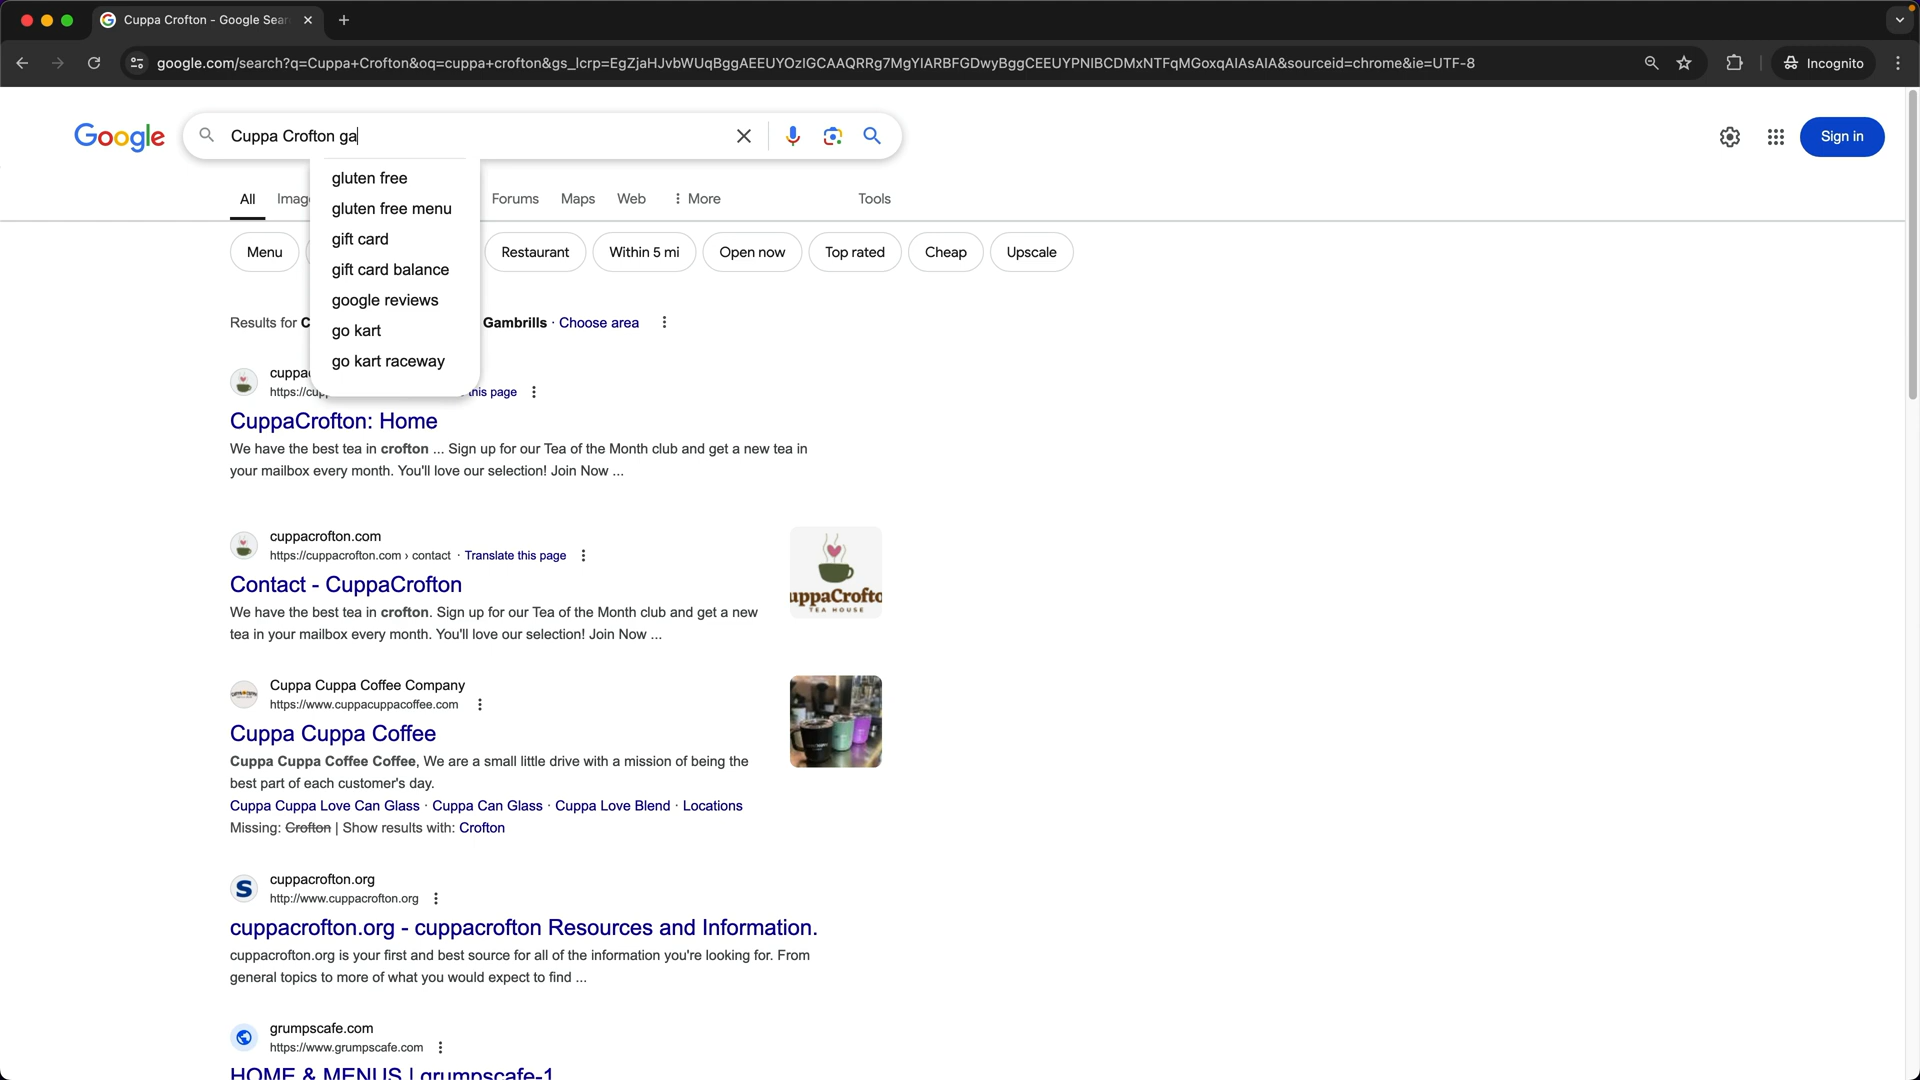 Cuppa Crofton - Google Sear
google.com/search?q=Cuppa+Crofton&oq=cuppa+crofton&gs_lcrp=EgZjaHJvbWUqBggAEEUYOzIGCAAQRRg7MgYIARBFGDwyBggCEEUYPNIBCDMxNTFqMGoxqAIAsAIA&sourceid=chrome&ie=UTF-8
Incognito
Google
Cuppa Crofton ga
Sign in
gluten free
gluten free menu
gift card
gift card balance
google reviews
go kart
go kart raceway
All Imag Forums Maps Web More Tools
Menu Restaurant Within 5 mi Open now Top rated Cheap Upscale
Results for C Gambrills · Choose area
cuppa
https://cup this page
CuppaCrofton: Home
We have the best tea in crofton ... Sign up for our Tea of the Month club and get a new tea in
your mailbox every month. You'll love our selection! Join Now ...
cuppacrofton.com
https://cuppacrofton.com › contact · Translate this page
Contact - CuppaCrofton
We have the best tea in crofton. Sign up for our Tea of the Month club and get a new
tea in your mailbox every month. You'll love our selection! Join Now ...
uppaCrofto
TEA HOUSE
Cuppa Cuppa Coffee Company
https://www.cuppacuppacoffee.com
Cuppa Cuppa Coffee
Cuppa Cuppa Coffee Coffee, We are a small little drive with a mission of being the
best part of each customer's day.
Cuppa Cuppa Love Can Glass · Cuppa Can Glass · Cuppa Love Blend · Locations
Missing: Crofton | Show results with: Crofton
S
cuppacrofton.org
http://www.cuppacrofton.org
cuppacrofton.org - cuppacrofton Resources and Information.
cuppacrofton.org is your first and best source for all of the information you're looking for. From
general topics to more of what you would expect to find ...
grumpscafe.com
https://www.grumpscafe.com
HOME & MENUS | grumpscafe-1